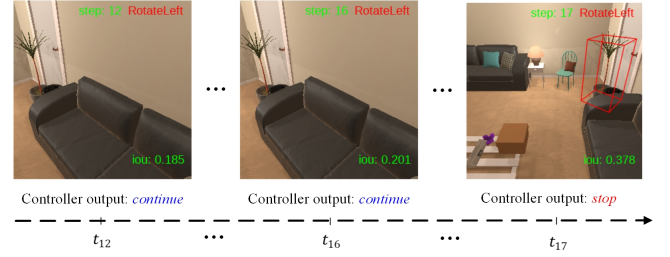 step: 12 RotateLeft
iou: 0.185
step: 16 RotateLeft
iou: 0.201
step: 17 RotateLeft
iou: 0.378
...
...
Controller output: continue
Controller output: continue
Controller output: stop
t12
...
t16
...
t17